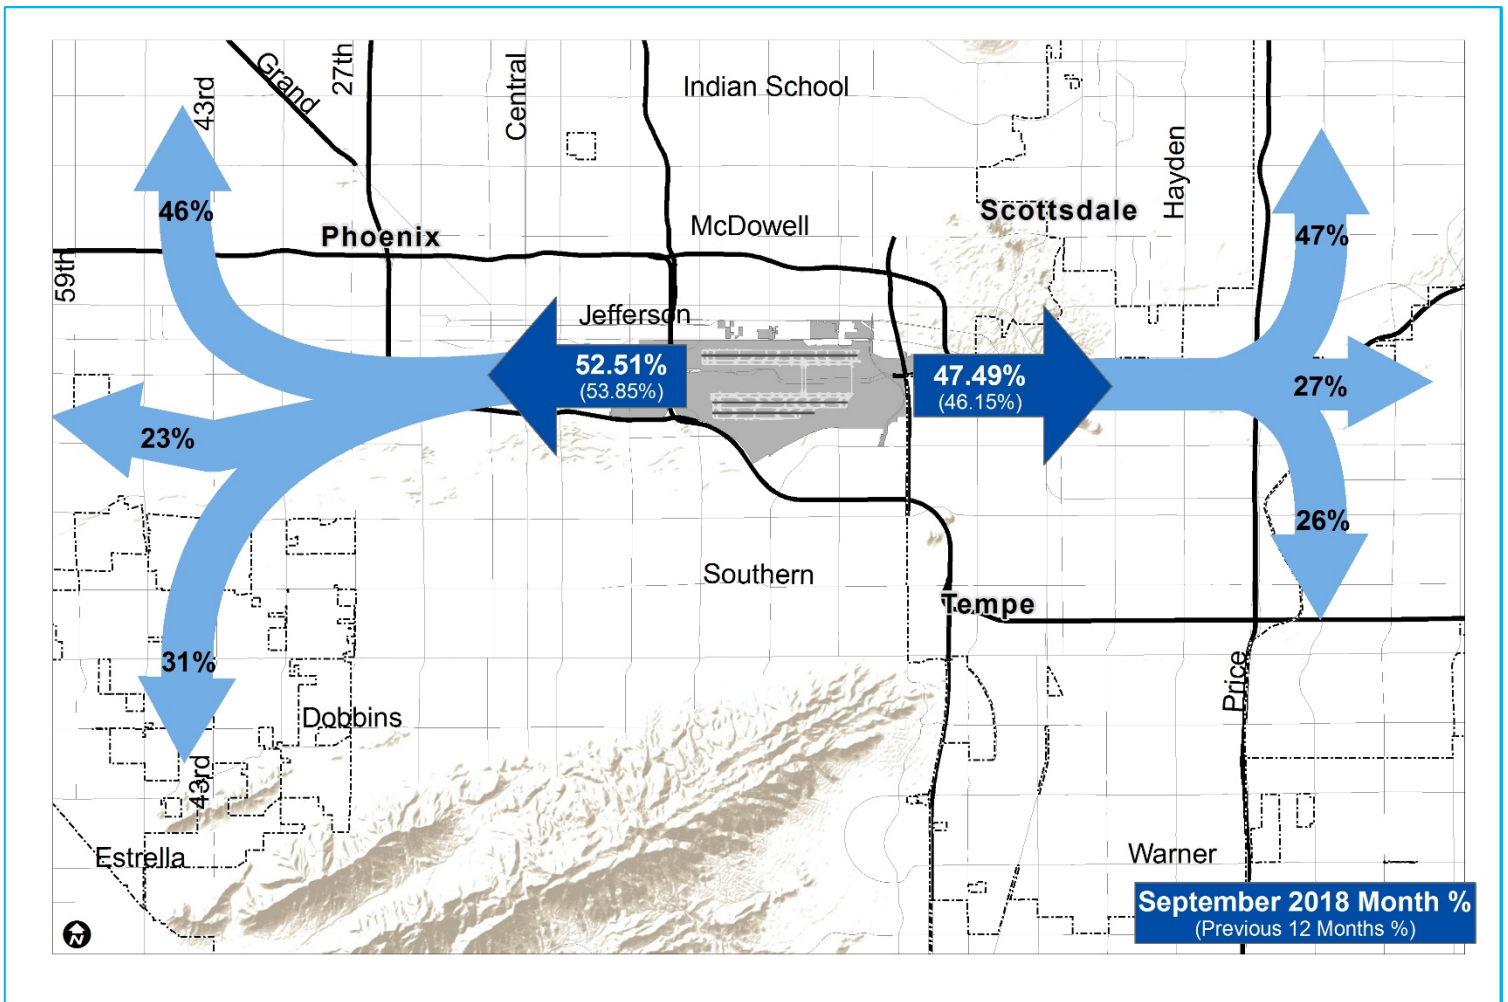 Grand
27th
43rd
Central
Indian School
Hayden
46%
Phoenix
McDowell
Scottsdale
47%
59th
Jefferson
52.51%
(53.85%)
47.49%
(46.15%)
27%
23%
26%
Southern
Tempe
31%
Dobbins
Price
43rd
Estrella
Warner
September 2018 Month %
(Previous 12 Months %)
N